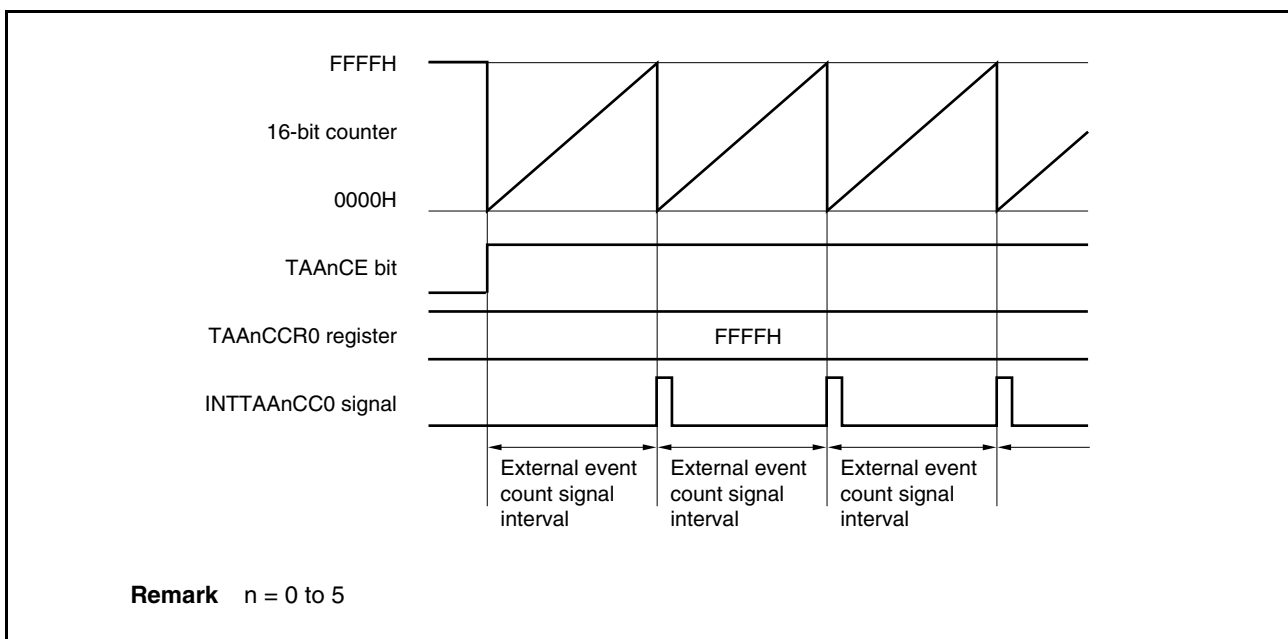 FFFFH
16-bit counter
0000H
TAAnCE bit
TAAnCCR0 register
FFFFH
INTTAAnCC0 signal
External event
count signal
interval
External event
count signal
interval
External event
count signal
interval
Remark n = 0 to 5